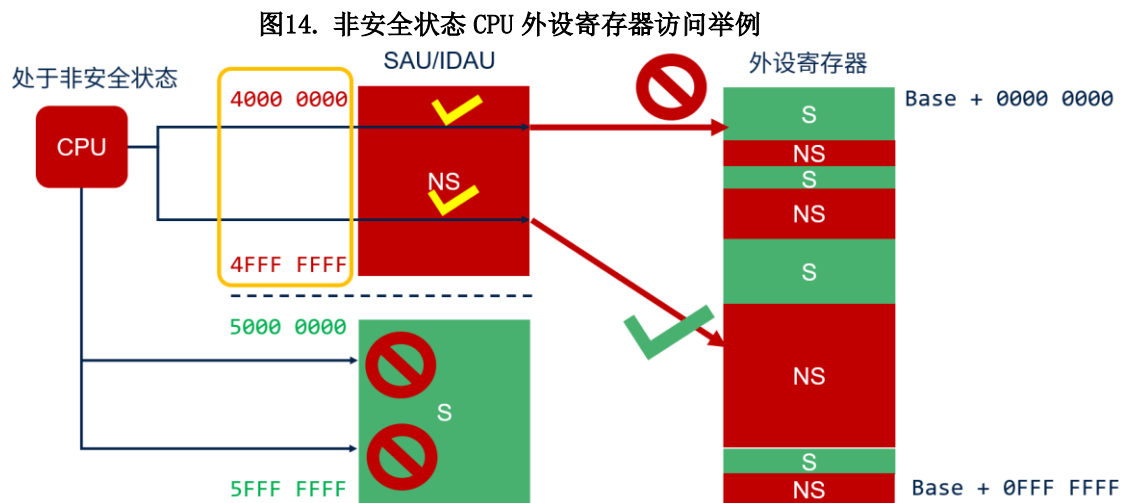 图14. 非安全状态 CPU 外设寄存器访问举例
处于非安全状态
SAU/IDAU
外设寄存器
CPU
4000 0000
NS
4FFF FFFF
5000 0000
S
5FFF FFFF
S
NS
S
NS
S
NS
S
NS
Base + 0000 0000
Base + 0FFF FFFF